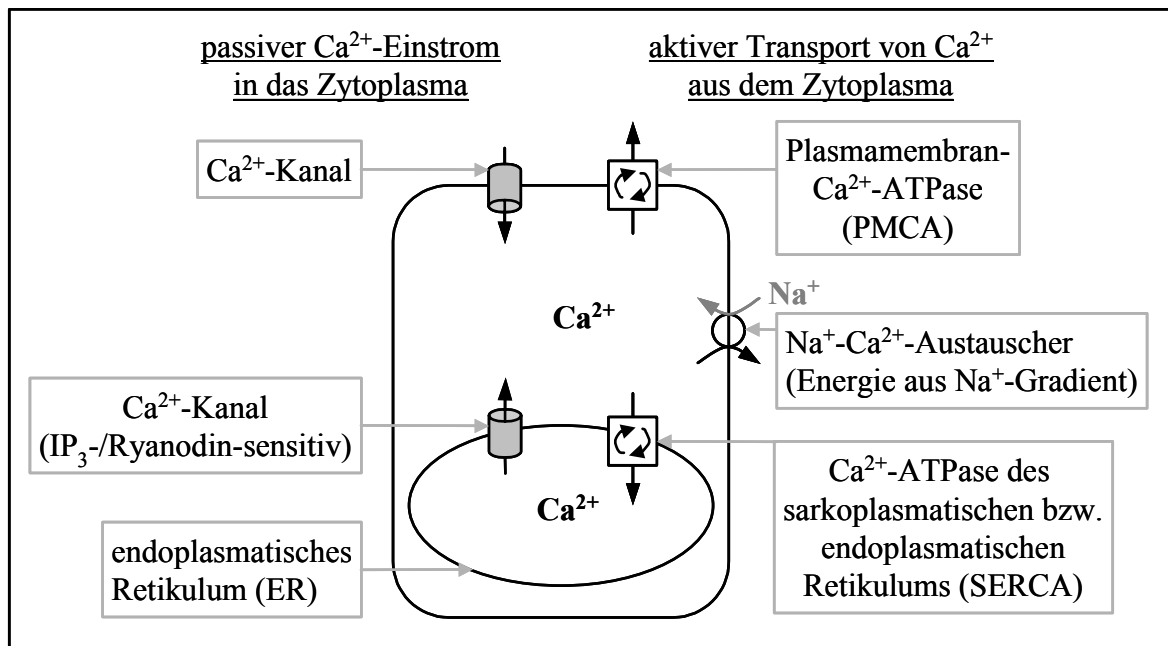 passiver Ca²⁺-Einstrom
in das Zytoplasma
aktiver Transport von Ca²⁺
aus dem Zytoplasma
Ca²⁺-Kanal
Plasmamembran-
Ca²⁺-ATPase
(PMCA)
Na⁺
Ca²⁺
Na⁺-Ca²⁺-Austauscher
(Energie aus Na⁺-Gradient)
Ca²⁺-Kanal
(IP₃-/Ryanodin-sensitiv)
Ca²⁺
Ca²⁺-ATPase des
sarkoplasmatischen bzw.
endoplasmatischen
Retikulums (SERCA)
endoplasmatisches
Retikulum (ER)